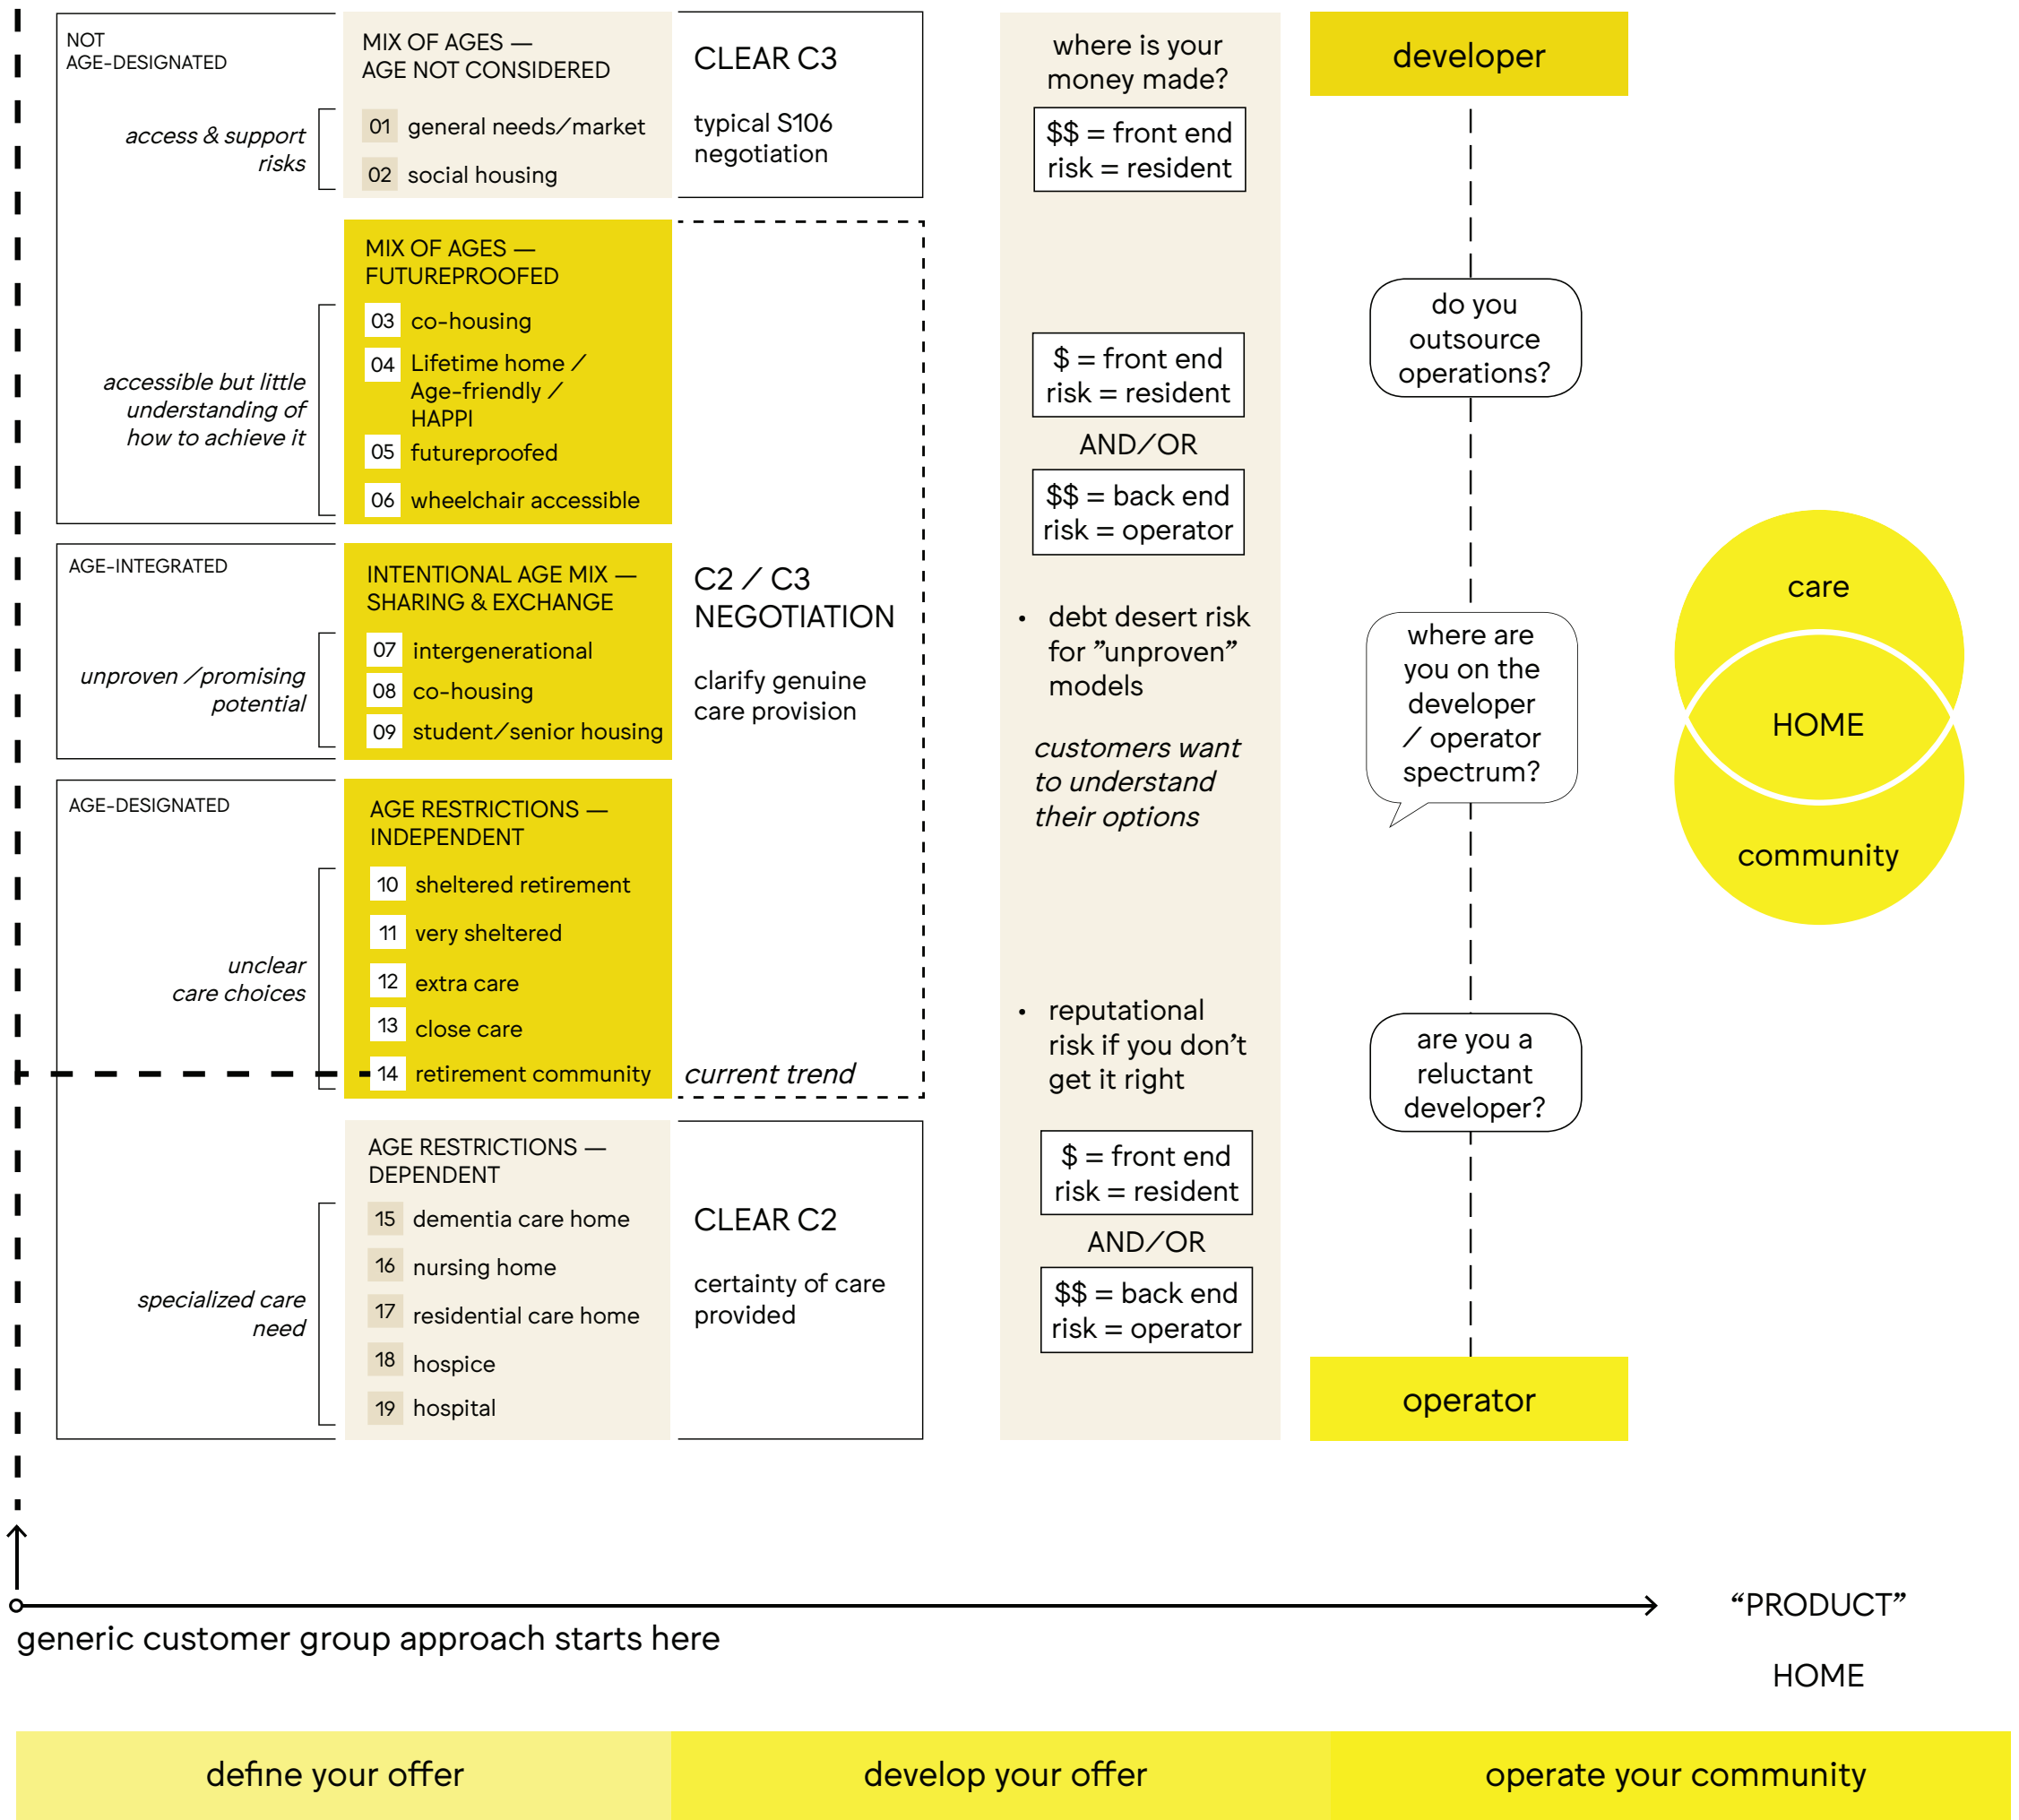 NOT
AGE-DESIGNATED
access & support
risks
MIX OF AGES —
AGE NOT CONSIDERED
01 general needs/market
02 social housing
CLEAR C3
typical S106
negotiation
accessible but little
understanding of
how to achieve it
MIX OF AGES —
FUTUREPROOFED
03 co-housing
04 Lifetime home /
Age-friendly /
HAPPI
05 futureproofed
06 wheelchair accessible
AGE-INTEGRATED
unproven /promising
potential
INTENTIONAL AGE MIX —
SHARING & EXCHANGE
07 intergenerational
08 co-housing
09 student/senior housing
C2 / C3
NEGOTIATION
clarify genuine
care provision
AGE-DESIGNATED
unclear
care choices
AGE RESTRICTIONS —
INDEPENDENT
10 sheltered retirement
11 very sheltered
12 extra care
13 close care
14 retirement community
current trend
specialized care
need
AGE RESTRICTIONS —
DEPENDENT
15 dementia care home
16 nursing home
17 residential care home
18 hospice
19 hospital
CLEAR C2
certainty of care
provided
where is your
money made?
$$ = front end
risk = resident
$ = front end
risk = resident
AND/OR
$$ = back end
risk = operator
• debt desert risk
for ”unproven”
models
customers want
to understand
their options
• reputational
risk if you don’t
get it right
$ = front end
risk = resident
AND/OR
$$ = back end
risk = operator
developer
do you
outsource
operations?
where are
you on the
developer
/ operator
spectrum?
are you a
reluctant
developer?
operator
care
HOME
community
generic customer group approach starts here
“PRODUCT”
HOME
define your offer
develop your offer
operate your community